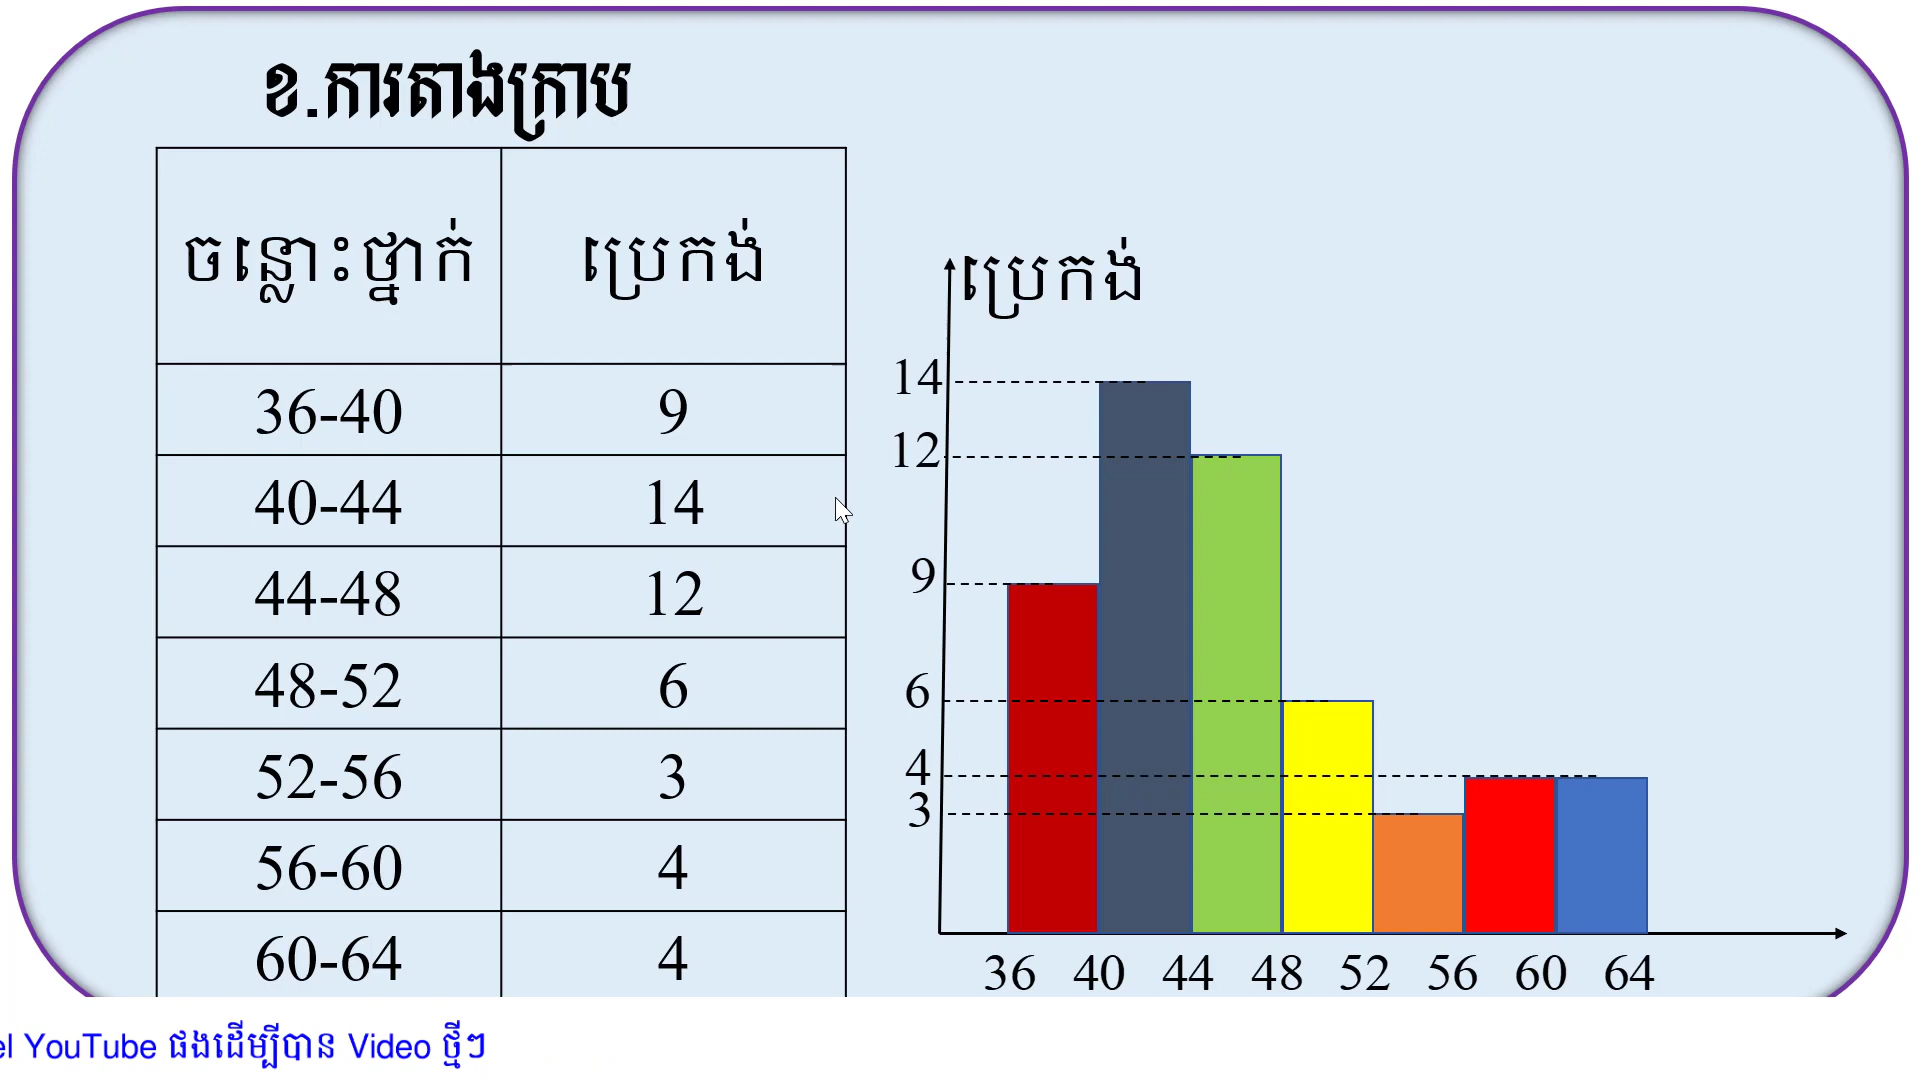 ខ.ការតាងក្រាប
ចន្លោះថ្នាក់ ប្រេកង់
36-40 9
40-44 14
44-48 12
48-52 6
52-56 3
56-60 4
60-64 4
ប្រេកង់
14
12
9
6
4
3
36 40 44 48 52 56 60 64
el YouTube ផងដើម្បីបាន Video ថ្មីៗ